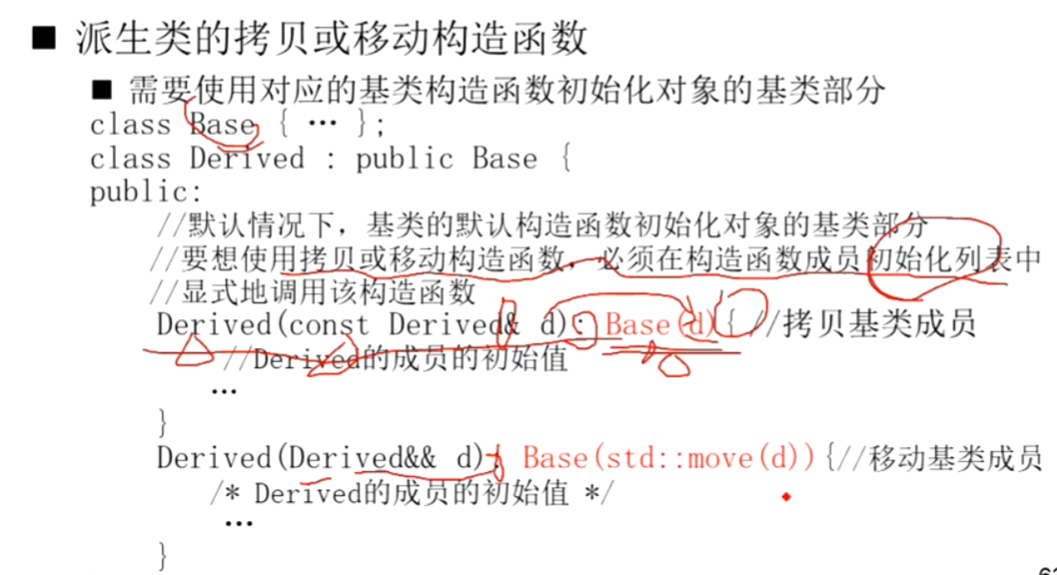 ■ 派生类的拷贝或移动构造函数
■ 需要使用对应的基类构造函数初始化对象的基类部分
class Base { … };
class Derived : public Base {
public:
//默认情况下，基类的默认构造函数初始化对象的基类部分
//要想使用拷贝或移动构造函数，必须在构造函数成员初始化列表中
//显式地调用该构造函数
Derived(const Derived& d): Base(d){ //拷贝基类成员
//Derived的成员的初始值
…
}
Derived(Derived&& d): Base(std::move(d)){//移动基类成员
/* Derived的成员的初始值 */
…
}